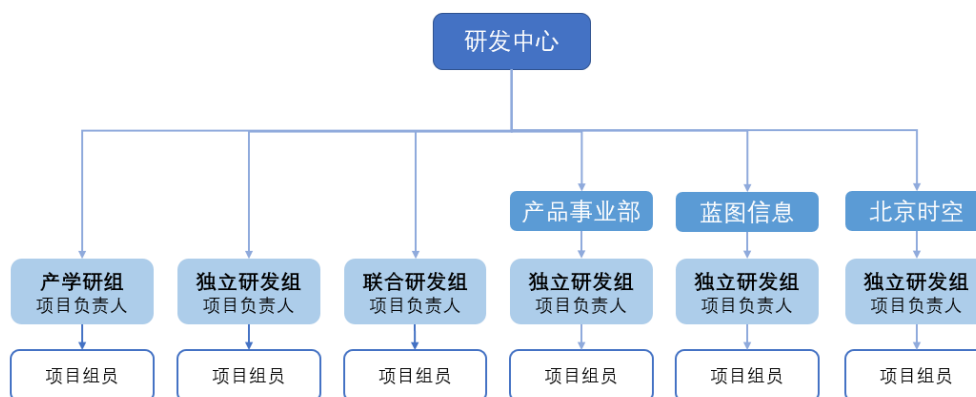 研发中心
产品事业部
蓝图信息
北京时空
产学研组
项目负责人
独立研发组
项目负责人
联合研发组
项目负责人
独立研发组
项目负责人
独立研发组
项目负责人
独立研发组
项目负责人
项目组员
项目组员
项目组员
项目组员
项目组员
项目组员